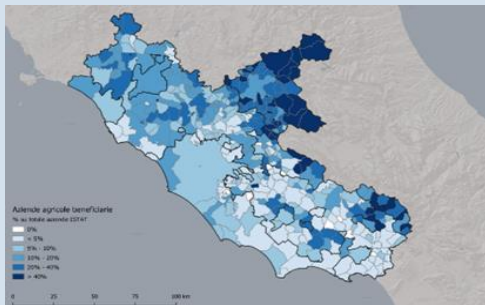 Aziende agricole beneficiarie
% su totale aziende ISTAT
0%
< 5%
5% - 10%
10% - 20%
20% - 40%
> 40%
0 25 50 75 100 km